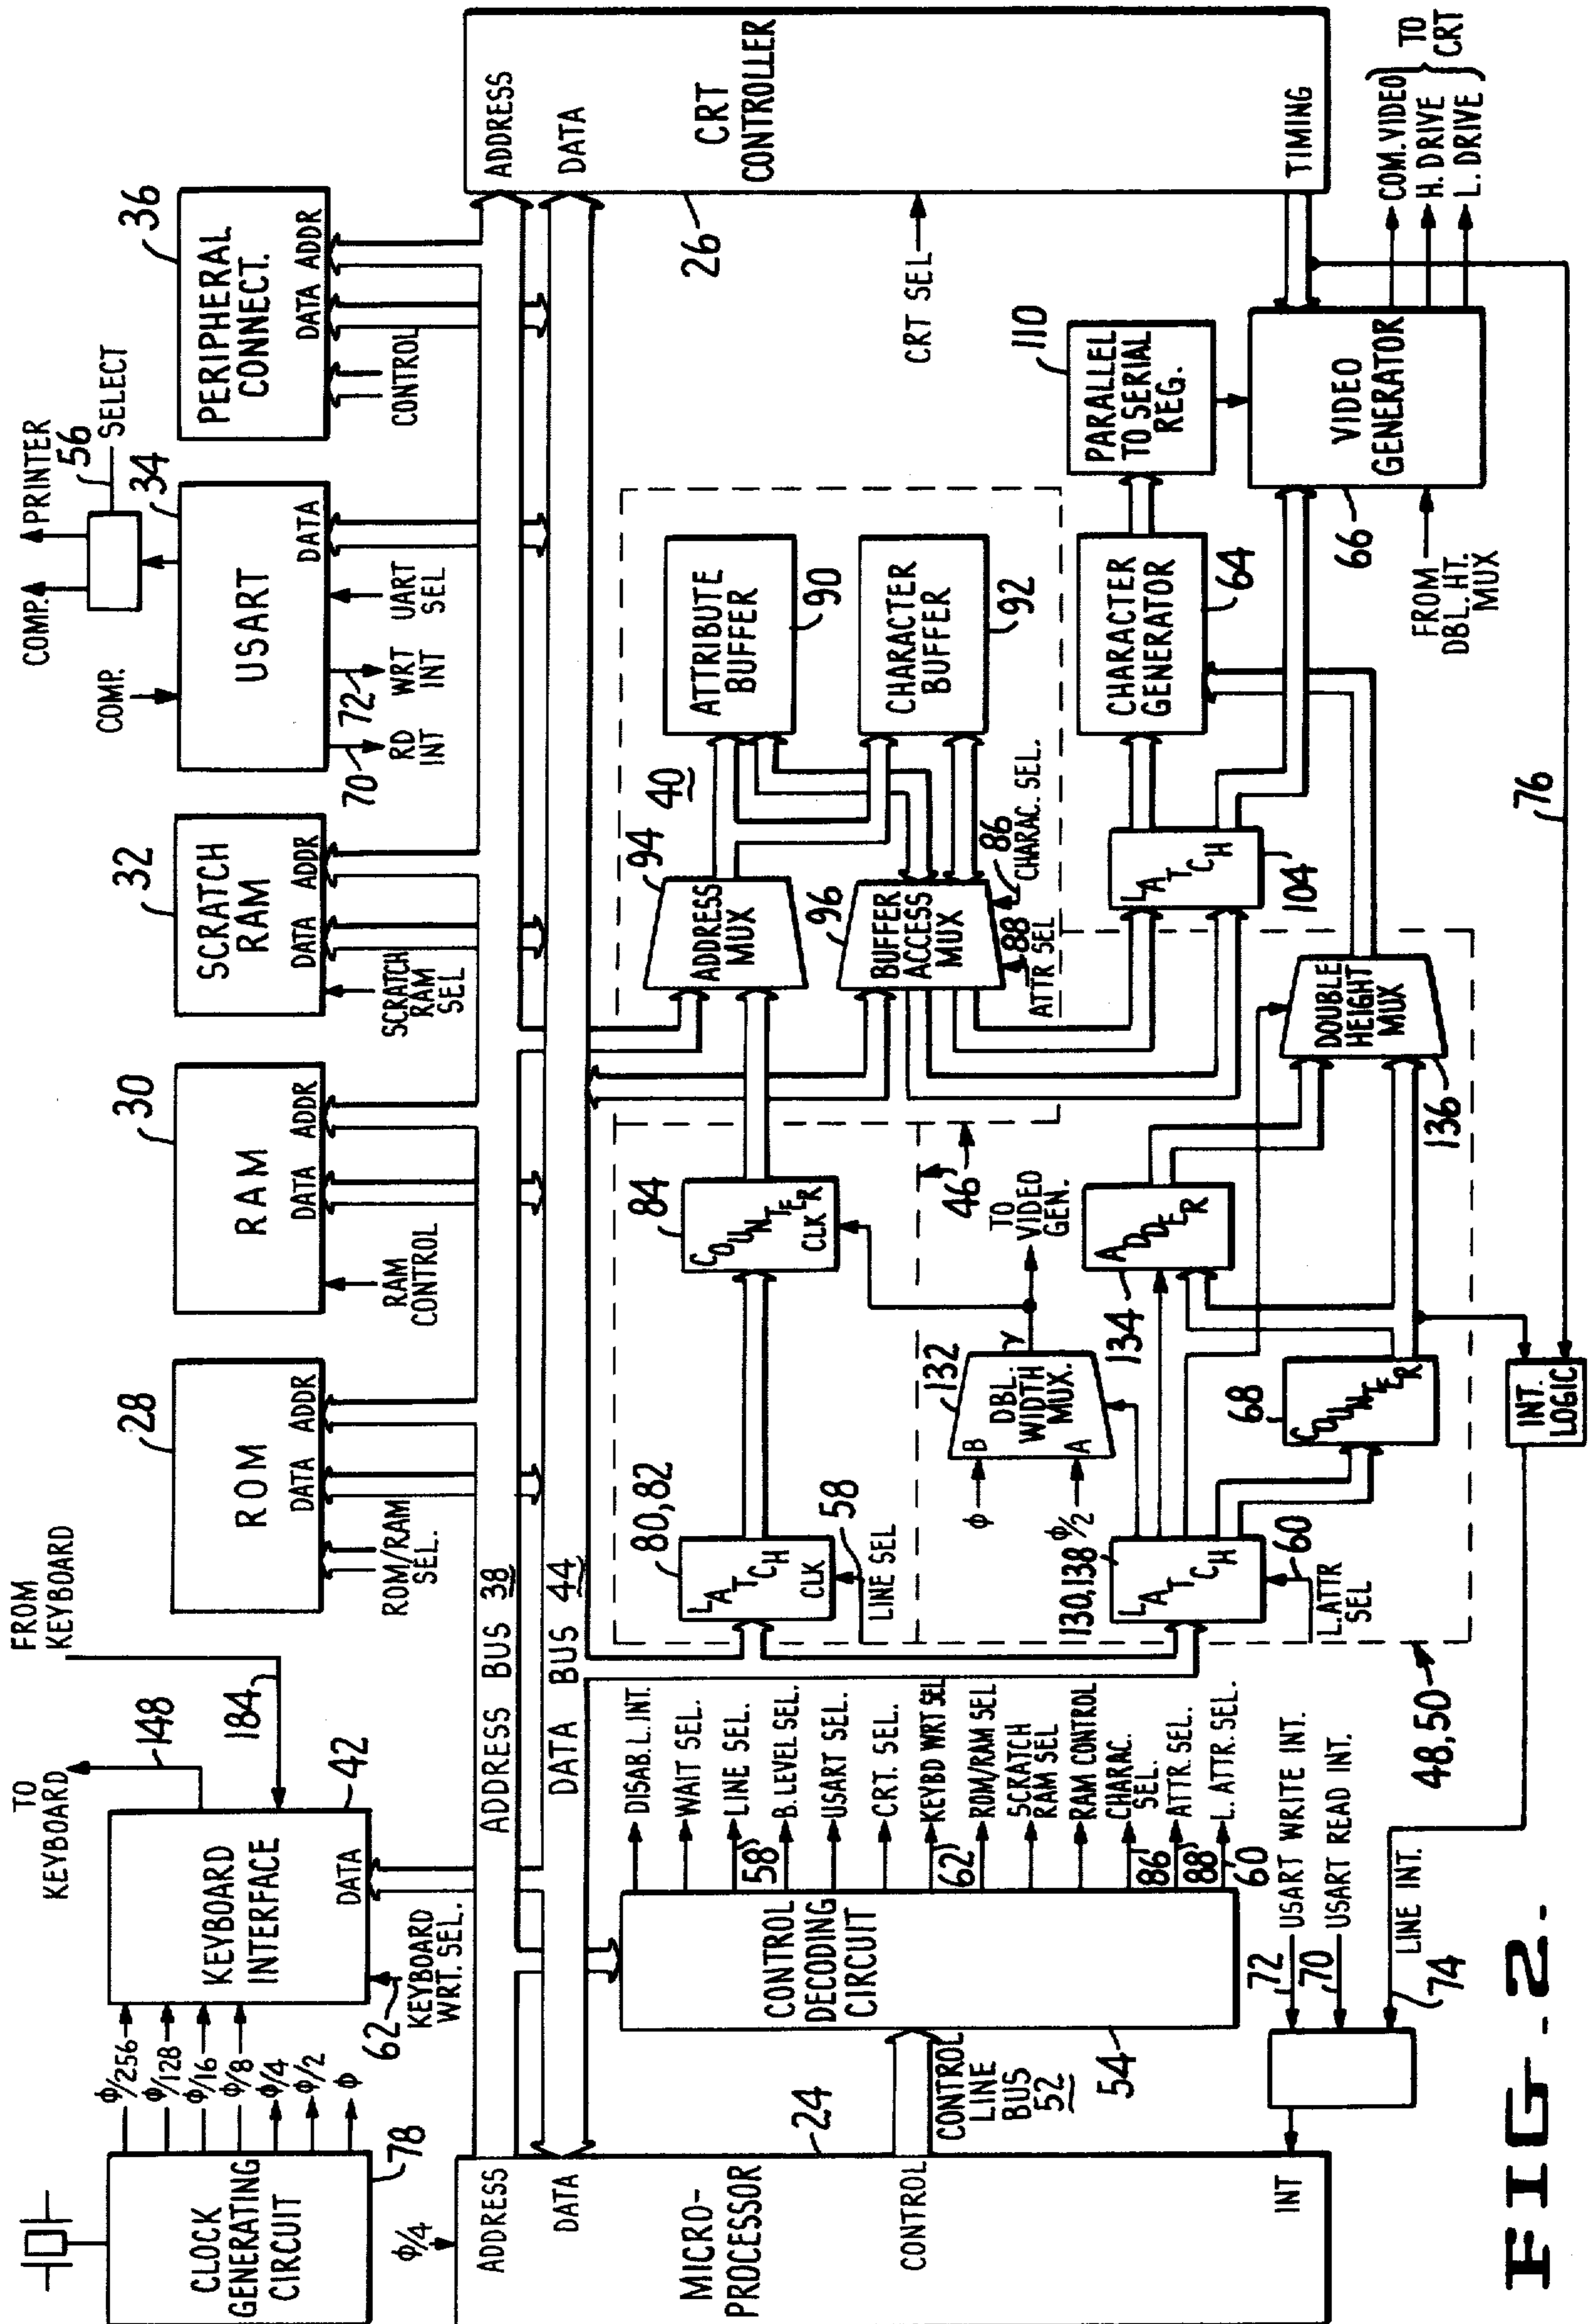 CLOCK
GENERATING
CIRCUIT
78
ϕ/256
ϕ/128
ϕ/16
ϕ/8
ϕ/4
ϕ/2
ϕ
TO
KEYBOARD
148
FROM
KEYBOARD
184
KEYBOARD
INTERFACE
42
DATA
62
KEYBOARD
WRT. SEL.
ROM
28
DATA
ADDR
ROM/RAM
SEL.
RAM
30
DATA
ADDR
RAM
CONTROL
SCRATCH
RAM
32
DATA
ADDR
SCRATCH
RAM
SEL
COMP.
COMP.
PRINTER
56
SELECT
34
USART
DATA
70
RD
INT
72
WRT
INT
UART
SEL
PERIPHERAL
CONNECT.
36
DATA
ADDR
CONTROL
ϕ/4
ADDRESS
DATA
MICRO-
PROCESSOR
24
CONTROL
INT
ADDRESS BUS 38
DATA BUS 44
CONTROL
LINE
BUS
52
CONTROL
DECODING
CIRCUIT
54
DISAB. L. INT.
WAIT SEL.
LINE SEL.
58
B. LEVEL SEL.
USART SEL.
CRT. SEL.
KEYBD WRT SEL
62
ROM/RAM SEL
SCRATCH
RAM SEL
RAM CONTROL
CHARAC.
SEL.
86
ATTR. SEL.
88
L. ATTR. SEL.
60
72
USART WRITE INT.
70
USART READ INT.
LINE INT.
74
LATCH
CLK
80,82
58
LINE SEL
COUNTER
CLK
84
ADDRESS
MUX
94
BUFFER
ACCESS
MUX
96
88
ATTR SEL
86
CHARAC. SEL.
40
ATTRIBUTE
BUFFER
90
CHARACTER
BUFFER
92
46
LATCH
130,138
60
L. ATTR
SEL
ϕ
B
ϕ/2
A
DBL.
WIDTH
MUX.
Y
132
TO
VIDEO
GEN.
ADDER
134
COUNTER
68
DOUBLE
HEIGHT
MUX
136
LATCH
104
CHARACTER
GENERATOR
64
PARALLEL
TO SERIAL
REG.
110
VIDEO
GENERATOR
66
FROM
DBL. HT.
MUX
COM. VIDEO
H. DRIVE
L. DRIVE
TO
CRT
CRT SEL
26
ADDRESS
DATA
CRT
CONTROLLER
TIMING
76
INT.
LOGIC
48,50
FIG_2.